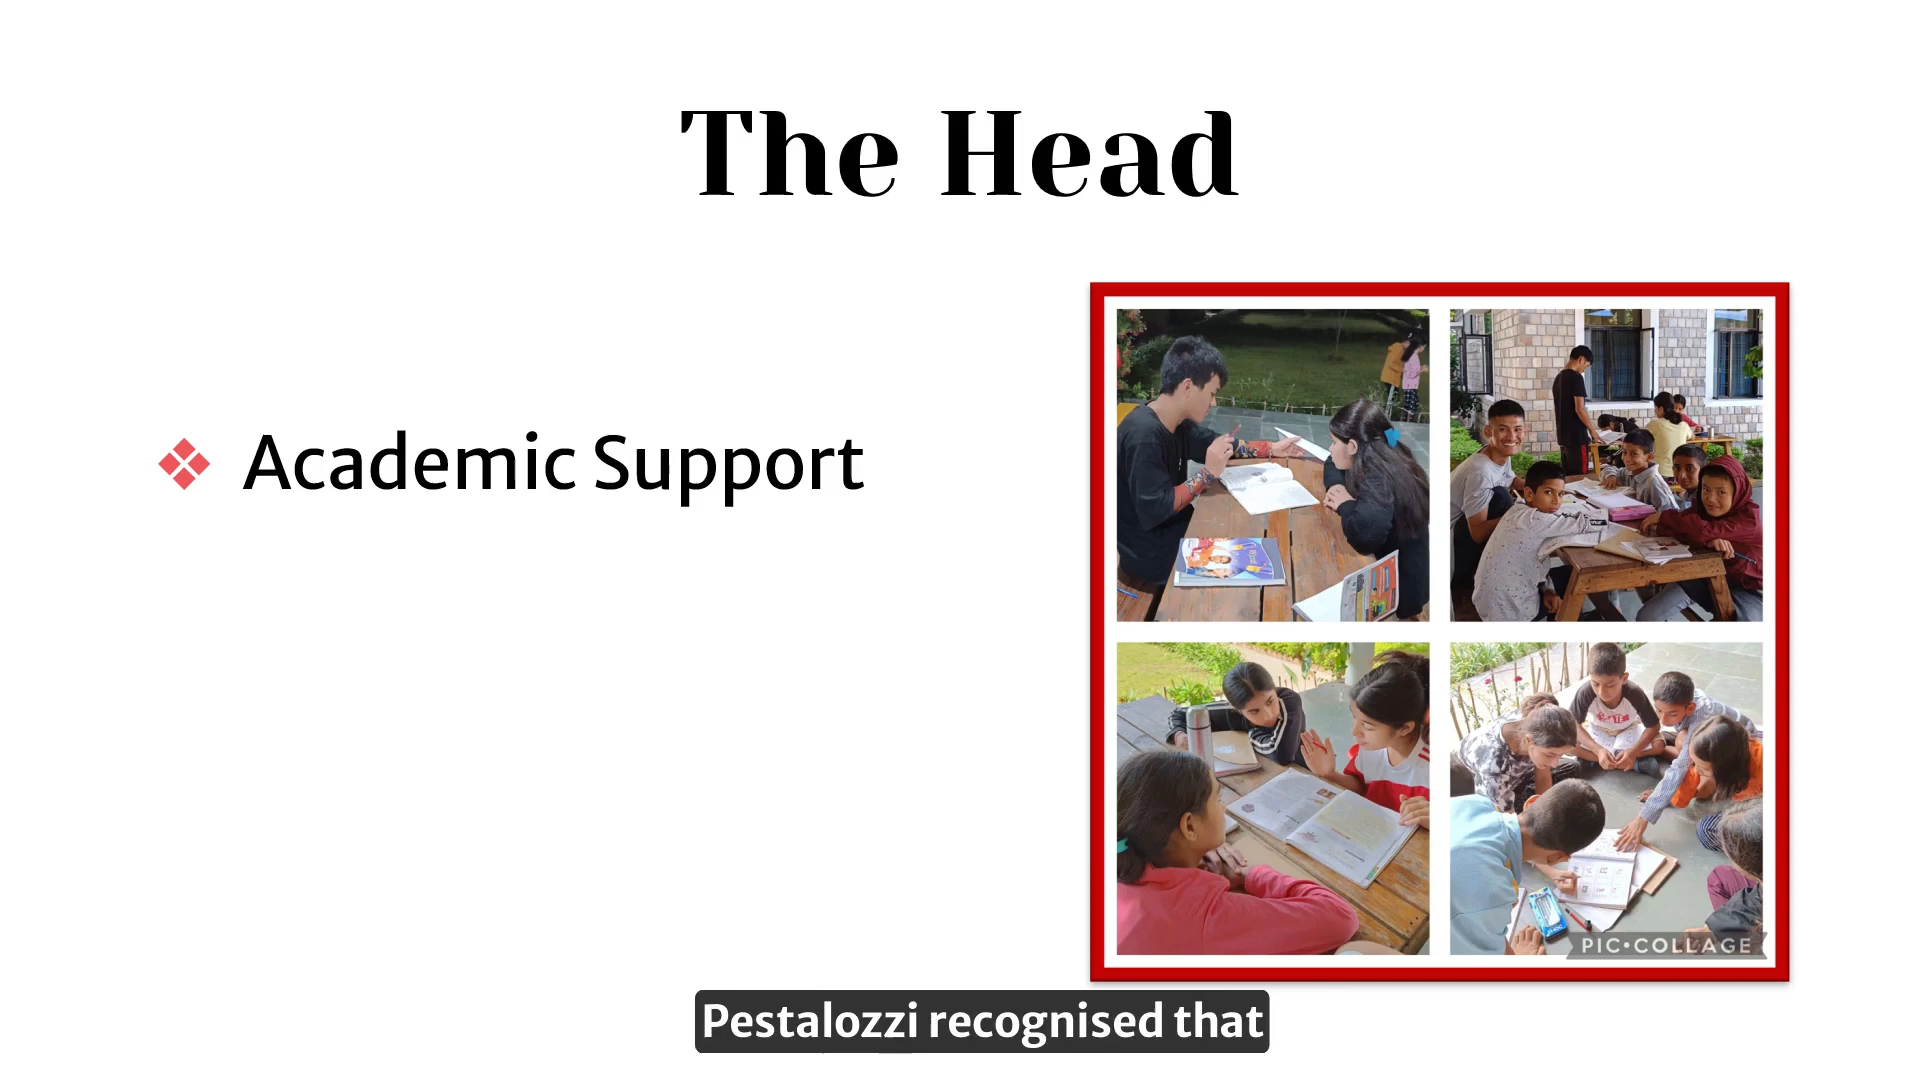 The Head
Academic Support
PIC•COLLAGE
Pestalozzi recognised that